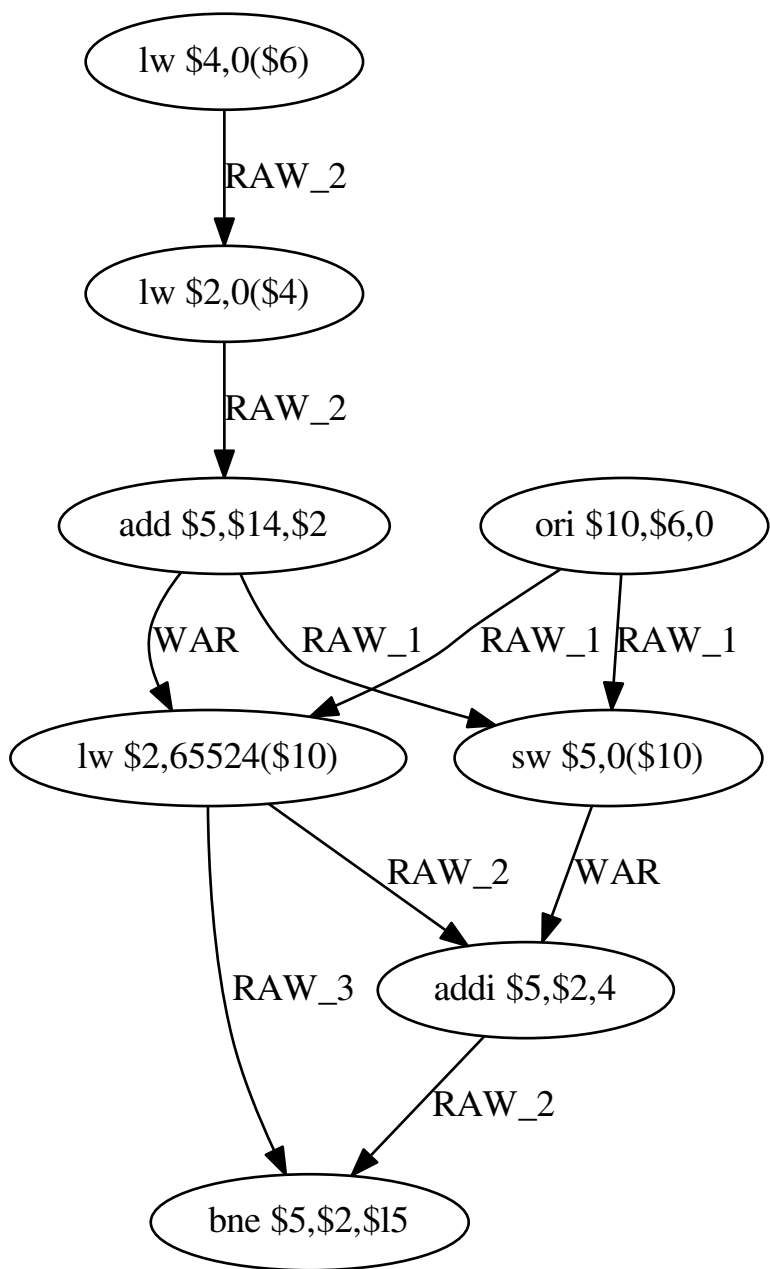 lw $4,0($6)
RAW_2
lw $2,0($4)
RAW_2
add $5,$14,$2
ori $10,$6,0
WAR
RAW_1
RAW_1
RAW_1
lw $2,65524($10)
sw $5,0($10)
RAW_2
WAR
RAW_3
addi $5,$2,4
RAW_2
bne $5,$2,$l5